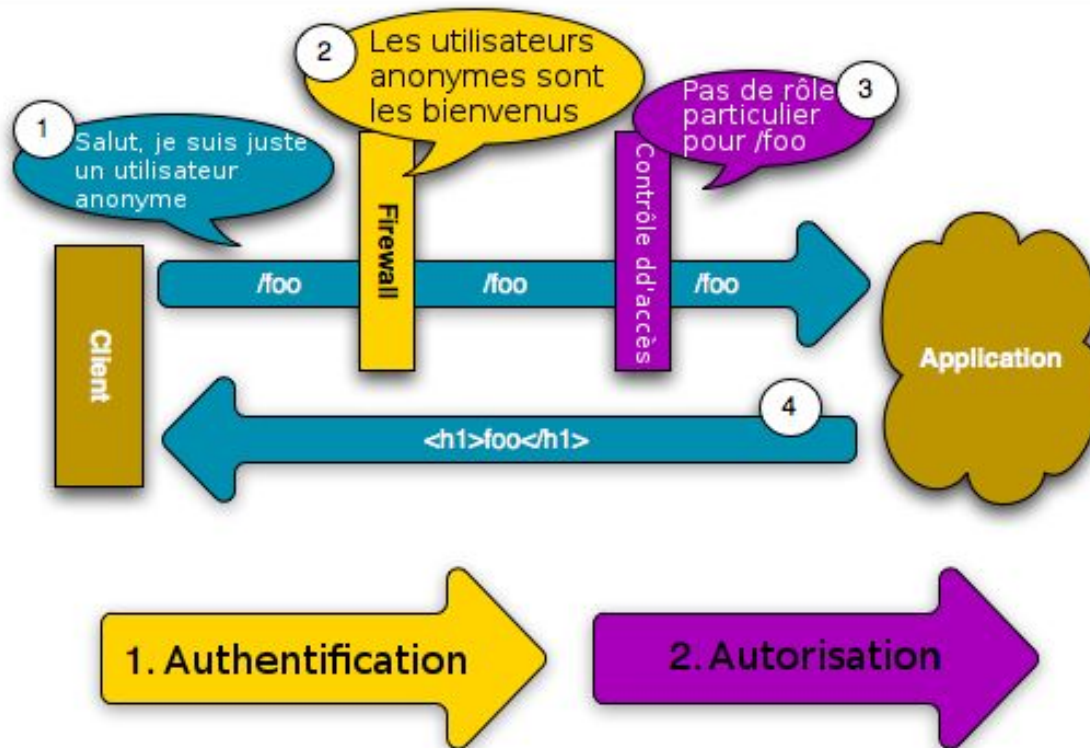 1
Salut, je suis juste
un utilisateur
anonyme
2
Les utilisateurs
anonymes sont
les bienvenus
3
Pas de rôle
particulier
pour /foo
Client
/foo
Firewall
/foo
Contrôle dd'accès
/foo
Application
4
<h1>foo</h1>
1. Authentification
2. Autorisation